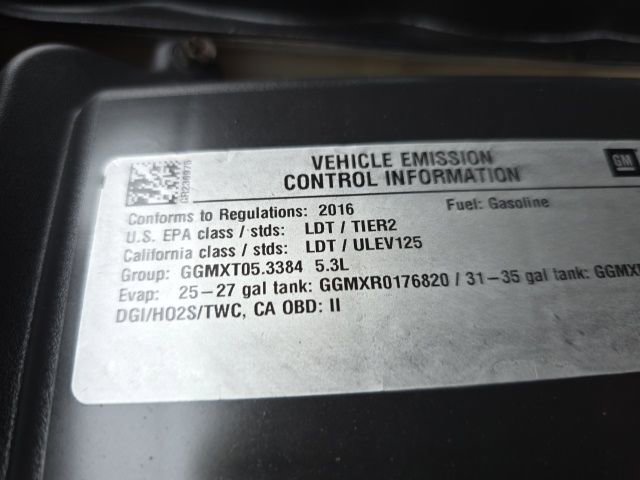 VEHICLE EMISSION
CONTROL INFORMATION
GM
Conforms to Regulations: 2016
Fuel: Gasoline
U.S. EPA class / stds: LDT / TIER2
California class / stds: LDT / ULEV125
Group: GGMXT05.3384 5.3L
Evap: 25-27 gal tank: GGMXR0176820 / 31-35 gal tank:
DGI/HO2S/TWC, CA OBD: II